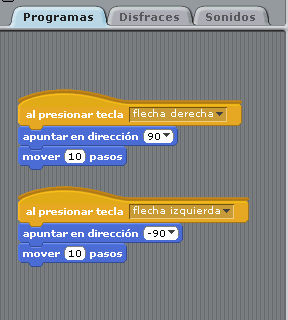 Programas Disfraces Sonidos
al presionar tecla flecha derecha
apuntar en dirección 90
mover 10 pasos
al presionar tecla flecha izquierda
apuntar en dirección -90
mover 10 pasos